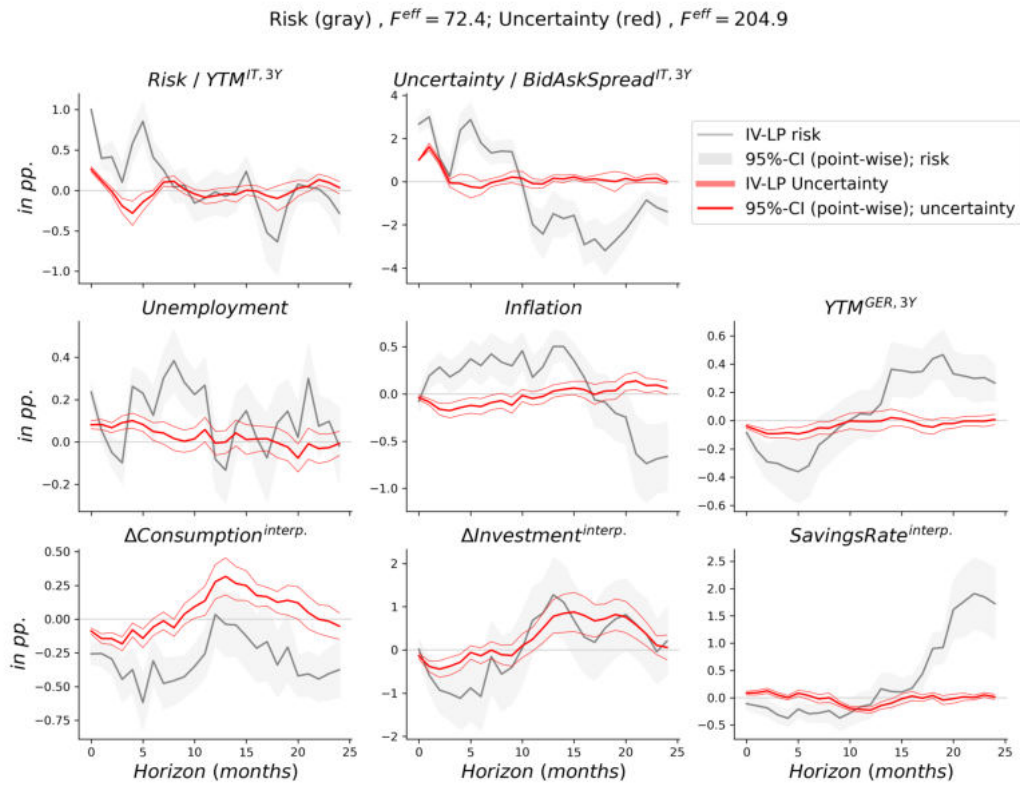 Risk (gray) , F^eff = 72.4; Uncertainty (red) , F^eff = 204.9
Risk / YTM^IT, 3Y
Uncertainty / BidAskSpread^IT, 3Y
in pp.
1.0
0.5
0.0
−0.5
−1.0
4
2
0
−2
−4
IV-LP risk
95%-CI (point-wise); risk
IV-LP Uncertainty
95%-CI (point-wise); uncertainty
Unemployment
Inflation
YTM^GER, 3Y
in pp.
0.4
0.2
0.0
−0.2
0.5
0.0
−0.5
−1.0
0.6
0.4
0.2
0.0
−0.2
−0.4
−0.6
ΔConsumption^interp.
ΔInvestment^interp.
SavingsRate^interp.
in pp.
0.50
0.25
0.00
−0.25
−0.50
−0.75
2
1
0
−1
−2
2.5
2.0
1.5
1.0
0.5
0.0
−0.5
0 5 10 15 20 25
0 5 10 15 20 25
0 5 10 15 20 25
Horizon (months)
Horizon (months)
Horizon (months)